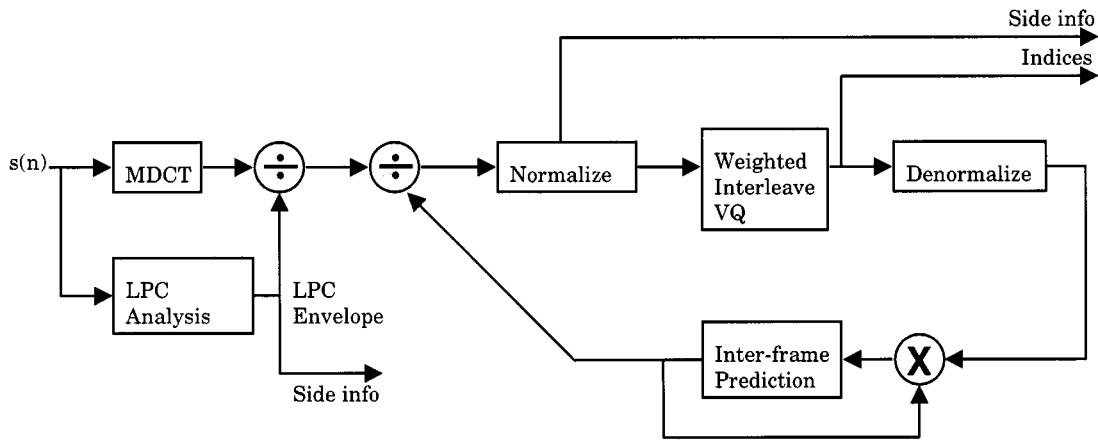 Side info
Indices
s(n)
MDCT
÷
÷
Normalize
Weighted
Interleave
VQ
Denormalize
LPC
Analysis
LPC
Envelope
Side info
Inter-frame
Prediction
X